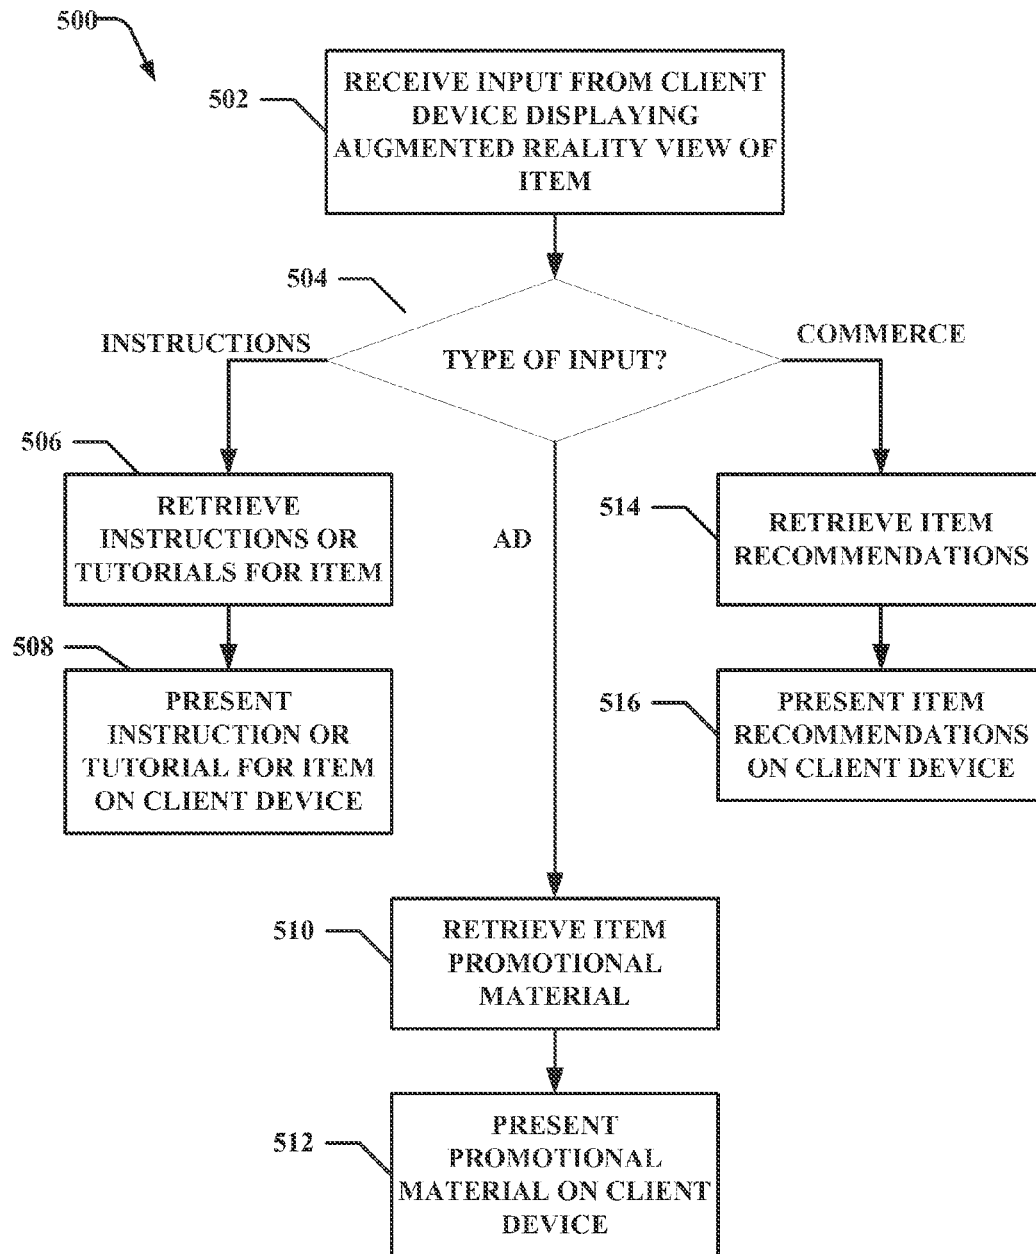 500
502
RECEIVE INPUT FROM CLIENT
DEVICE DISPLAYING
AUGMENTED REALITY VIEW OF
ITEM
504
INSTRUCTIONS
TYPE OF INPUT?
COMMERCE
506
RETRIEVE
INSTRUCTIONS OR
TUTORIALS FOR ITEM
AD
514
RETRIEVE ITEM
RECOMMENDATIONS
508
PRESENT
INSTRUCTION OR
TUTORIAL FOR ITEM
ON CLIENT DEVICE
516
PRESENT ITEM
RECOMMENDATIONS
ON CLIENT DEVICE
510
RETRIEVE ITEM
PROMOTIONAL
MATERIAL
512
PRESENT
PROMOTIONAL
MATERIAL ON CLIENT
DEVICE